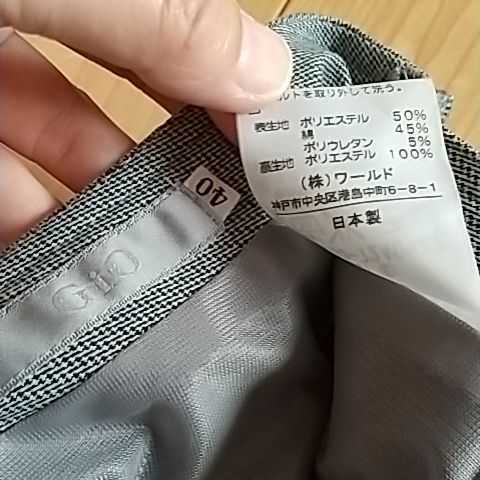 ベルトを取り外して洗う。
表生地 ポリエステル 50%
綿 45%
ポリウレタン 5%
裏生地 ポリエステル 100%
(株)ワールド
神戸市中央区港島中町6-8-1
日本製
40